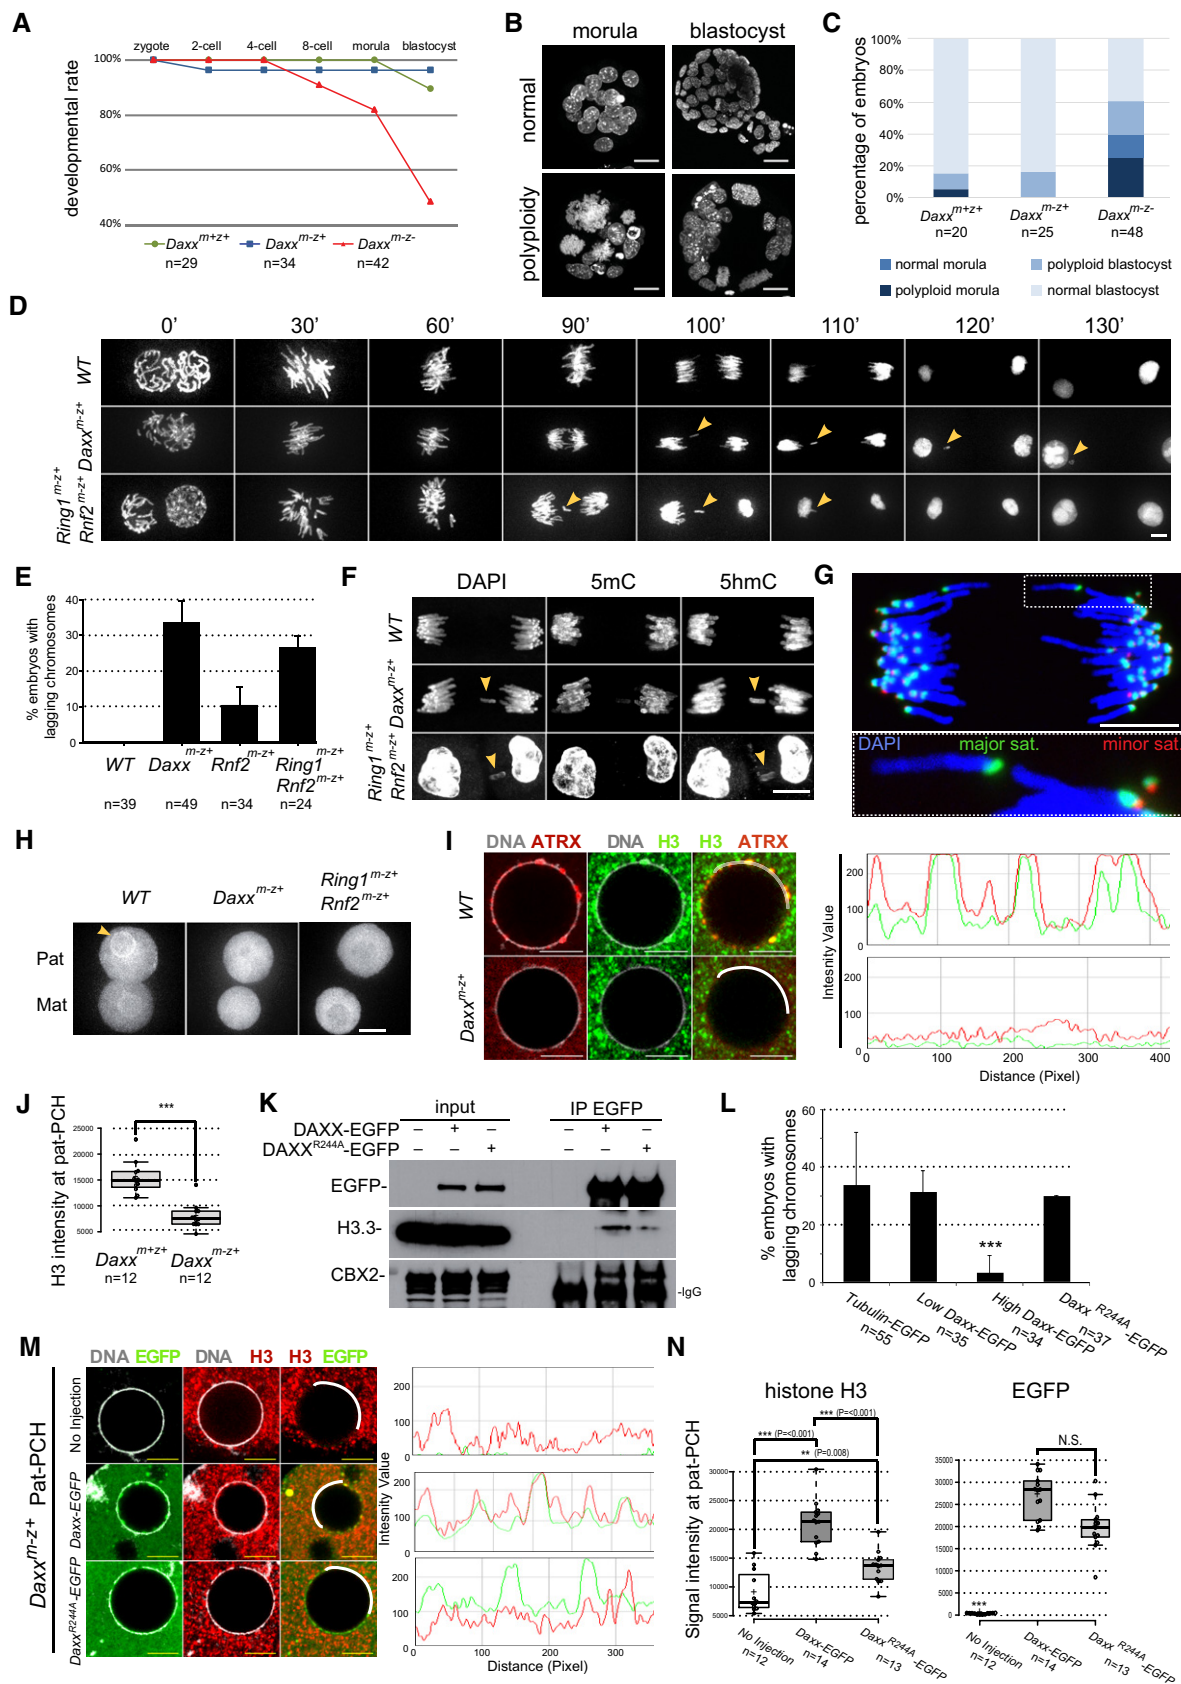 A
zygote 2-cell 4-cell 8-cell morula blastocyst
100%
80%
60%
40%
developmental rate
Daxx m+z+ Daxx m-z+ Daxx m-z-
n=29 n=34 n=42
B
morula blastocyst
normal
polyploidy
C
100%
80%
60%
40%
20%
0%
percentage of embryos
Daxx m+z+ Daxx m-z+ Daxx m-z-
n=20 n=25 n=48
normal morula polyploid blastocyst
polyploid morula normal blastocyst
D
0’ 30’ 60’ 90’ 100’ 110’ 120’ 130’
WT
Daxx m-z+
Ring1 m-z+
Rnf2 m-z+
E
40
30
20
10
0
% embryos with
lagging chromosomes
WT Daxx m-z+ Rnf2 m-z+ Ring1 m-z+
Rnf2 m-z+
n=39 n=49 n=34 n=24
F
DAPI 5mC 5hmC
WT
Daxx m-z+
Ring1 m-z+
Rnf2 m-z+
G
DAPI major sat. minor sat.
H
WT Daxx m-z+ Ring1 m-z+
Rnf2 m-z+
Pat
Mat
I
DNA ATRX DNA H3 H3 ATRX
WT
Daxx m-z+
200
100
0
200
100
0
Intesnity Value
0 100 200 300 400
Distance (Pixel)
J
***
25000
20000
15000
10000
5000
H3 intensity at pat-PCH
Daxx m+z+ Daxx m-z+
n=12 n=12
K
input IP EGFP
DAXX-EGFP – + – – + –
DAXX R244A-EGFP – – + – – +
EGFP-
H3.3-
CBX2-
-IgG
L
60
40
20
0
% embryos with
lagging chromosomes
***
Tubulin-EGFP Low Daxx-EGFP High Daxx-EGFP Daxx R244A-EGFP
n=55 n=35 n=34 n=37
M
DNA EGFP DNA H3 H3 EGFP
Daxx m-z+ Pat-PCH
No Injection
Daxx-EGFP
Daxx R244A-EGFP
200
100
0
200
100
0
200
100
0
Intesnity Value
0 100 200 300
Distance (Pixel)
N
histone H3 EGFP
*** (P=<0.001)
*** (P=<0.001)
** (P=0.008)
N.S.
30000
25000
20000
15000
10000
5000
Signal intensity at pat-PCH
35000
30000
25000
20000
15000
10000
5000
0
***
No Injection Daxx-EGFP Daxx R244A-EGFP
n=12 n=14 n=13
No Injection Daxx-EGFP Daxx R244A-EGFP
n=12 n=14 n=13